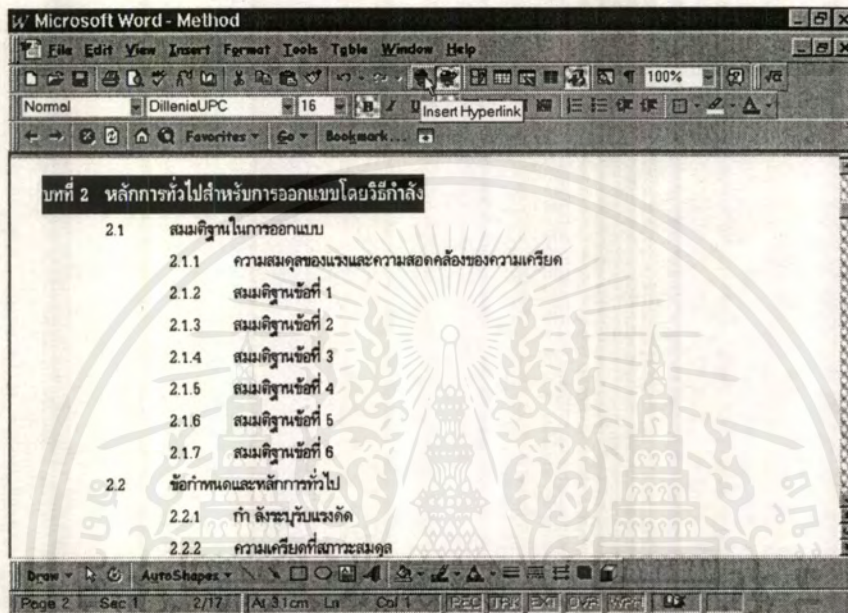 Microsoft Word - Method
File Edit View Insert Format Tools Table Window Help
100%
Normal DilleniaUPC 16 B I U
Insert Hyperlink
Favorites Go Bookmark...
บทที่ 2 หลักการทั่วไปสำหรับการออกแบบโดยวิธีกำลัง
2.1 สมมติฐานในการออกแบบ
2.1.1 ความสมดุลของแรงและความสอดคล้องของความเครียด
2.1.2 สมมติฐานข้อที่ 1
2.1.3 สมมติฐานข้อที่ 2
2.1.4 สมมติฐานข้อที่ 3
2.1.5 สมมติฐานข้อที่ 4
2.1.6 สมมติฐานข้อที่ 5
2.1.7 สมมติฐานข้อที่ 6
2.2 ข้อกำหนดและหลักการทั่วไป
2.2.1 กำ ลังระบุรับแรงดัด
2.2.2 ความเครียดที่สภาวะสมดุล
Draw AutoShapes
Page 2 Sec 1 2/17 At 3.1cm Ln Col 1 REC TRK EXT OVR WPH